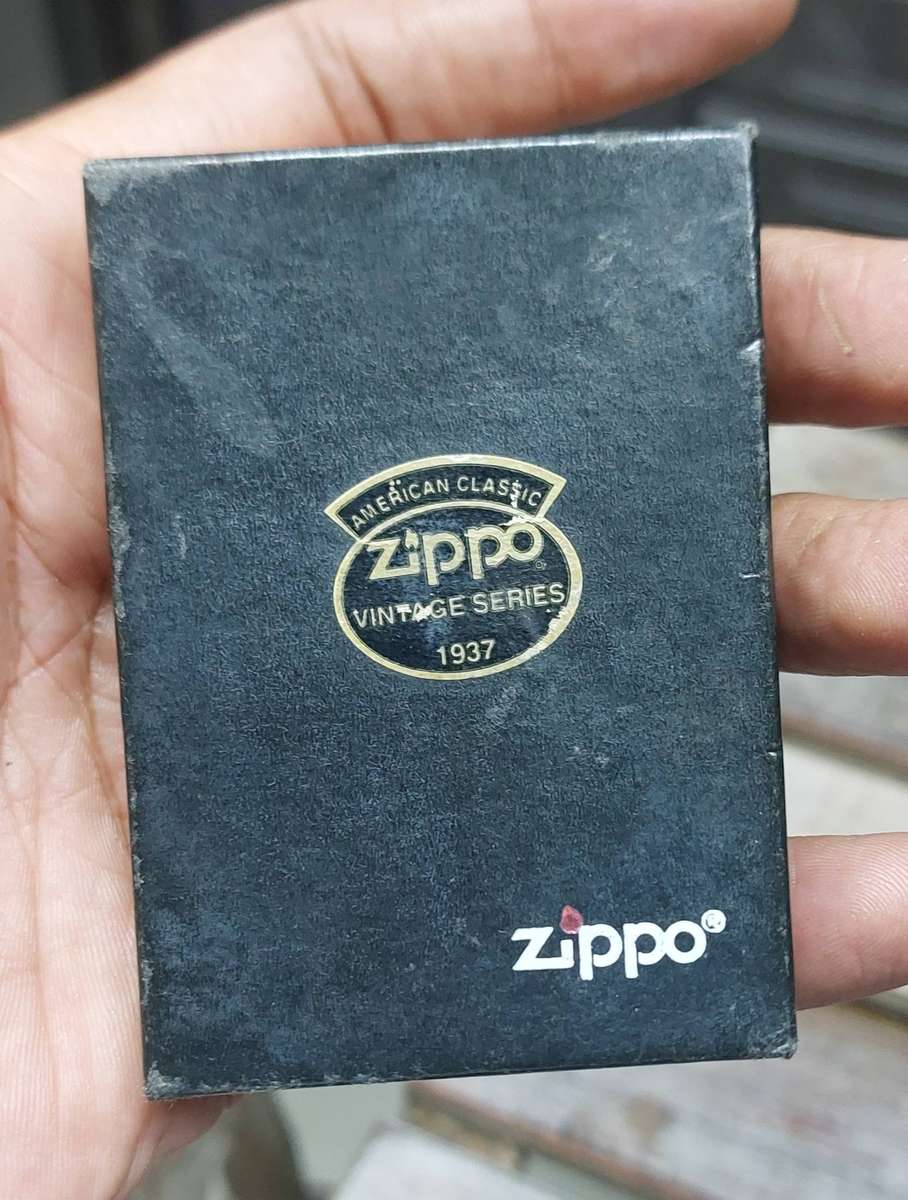 AMERICAN CLASSIC
Zippo
VINTAGE SERIES
1937
Zippo®